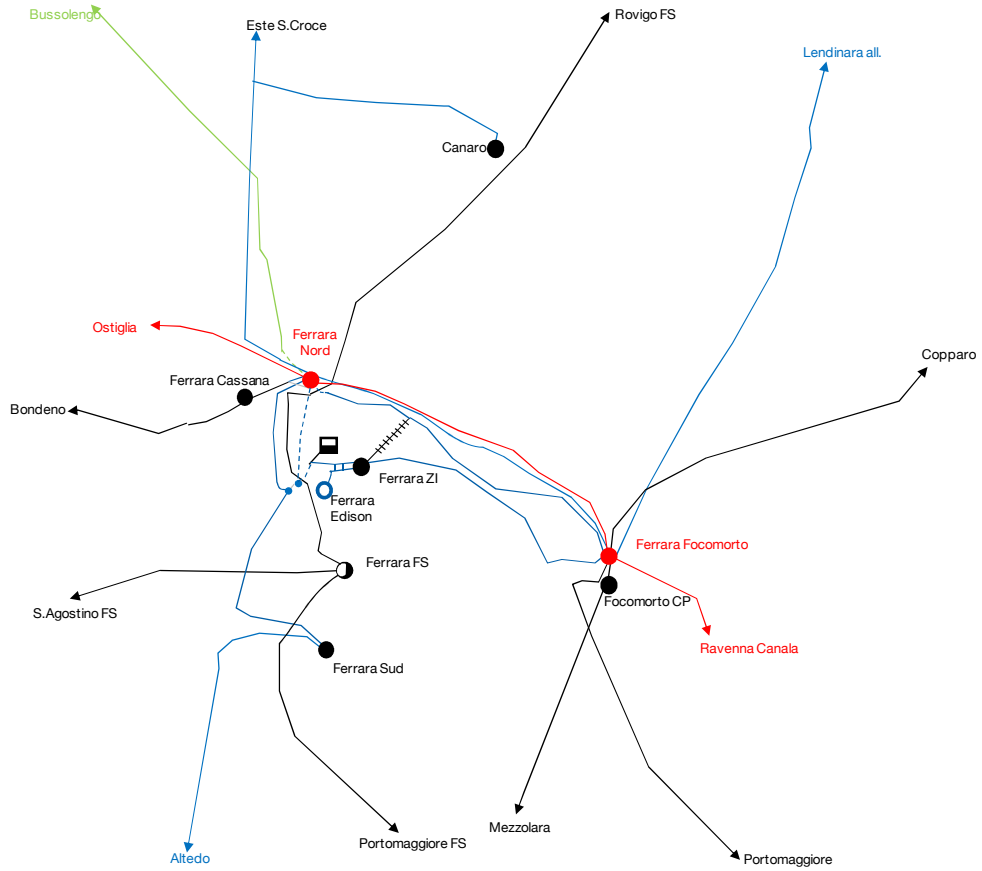 Bussolengo
Este S.Croce
Rovigo FS
Lendinara all.
Canaro
Ostiglia
Ferrara
Nord
Copparo
Ferrara Cassana
Bondeno
Ferrara ZI
Ferrara
Edison
Ferrara Focomorto
Ferrara FS
S.Agostino FS
Focomorto CP
Ravenna Canala
Ferrara Sud
Mezzolara
Portomaggiore FS
Altedo
Portomaggiore